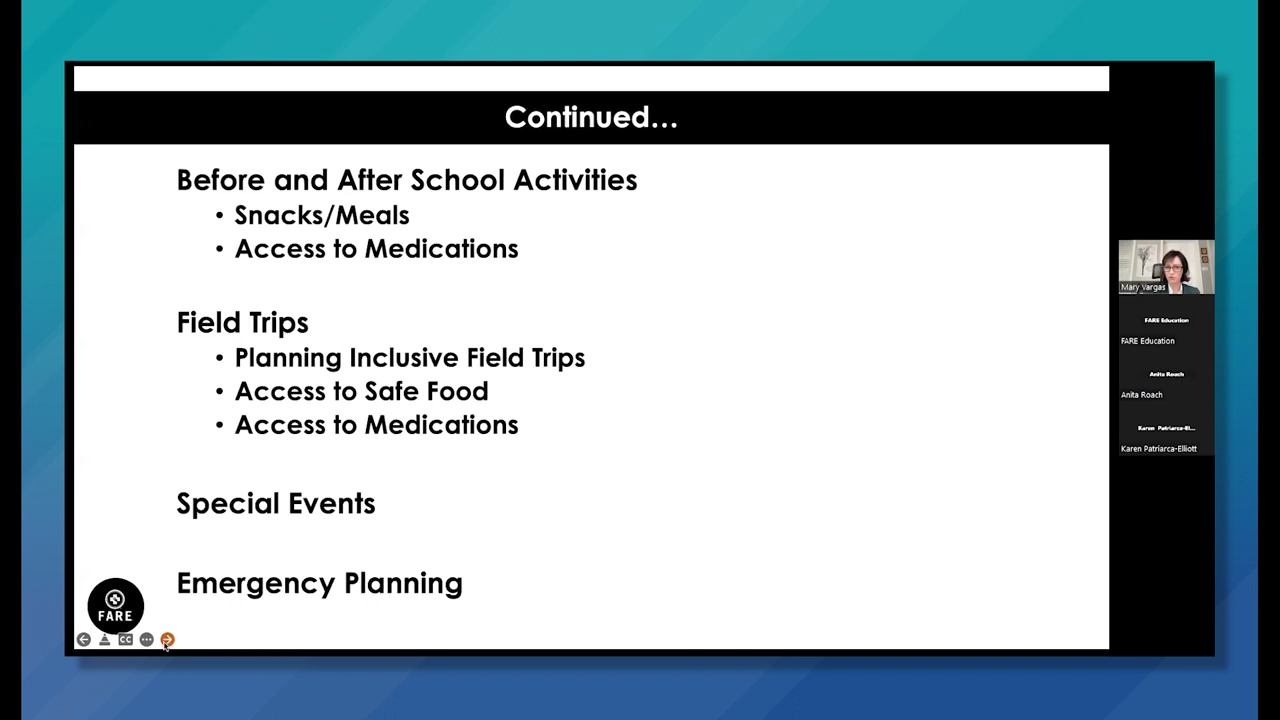 Continued...
Before and After School Activities
• Snacks/Meals
• Access to Medications
Field Trips
• Planning Inclusive Field Trips
• Access to Safe Food
• Access to Medications
Special Events
Emergency Planning
FARE
CC
Mary Vargas
FARE Education
FARE Education
Anita Roach
Anita Roach
Karen Patriarca-El...
Karen Patriarca-Elliott